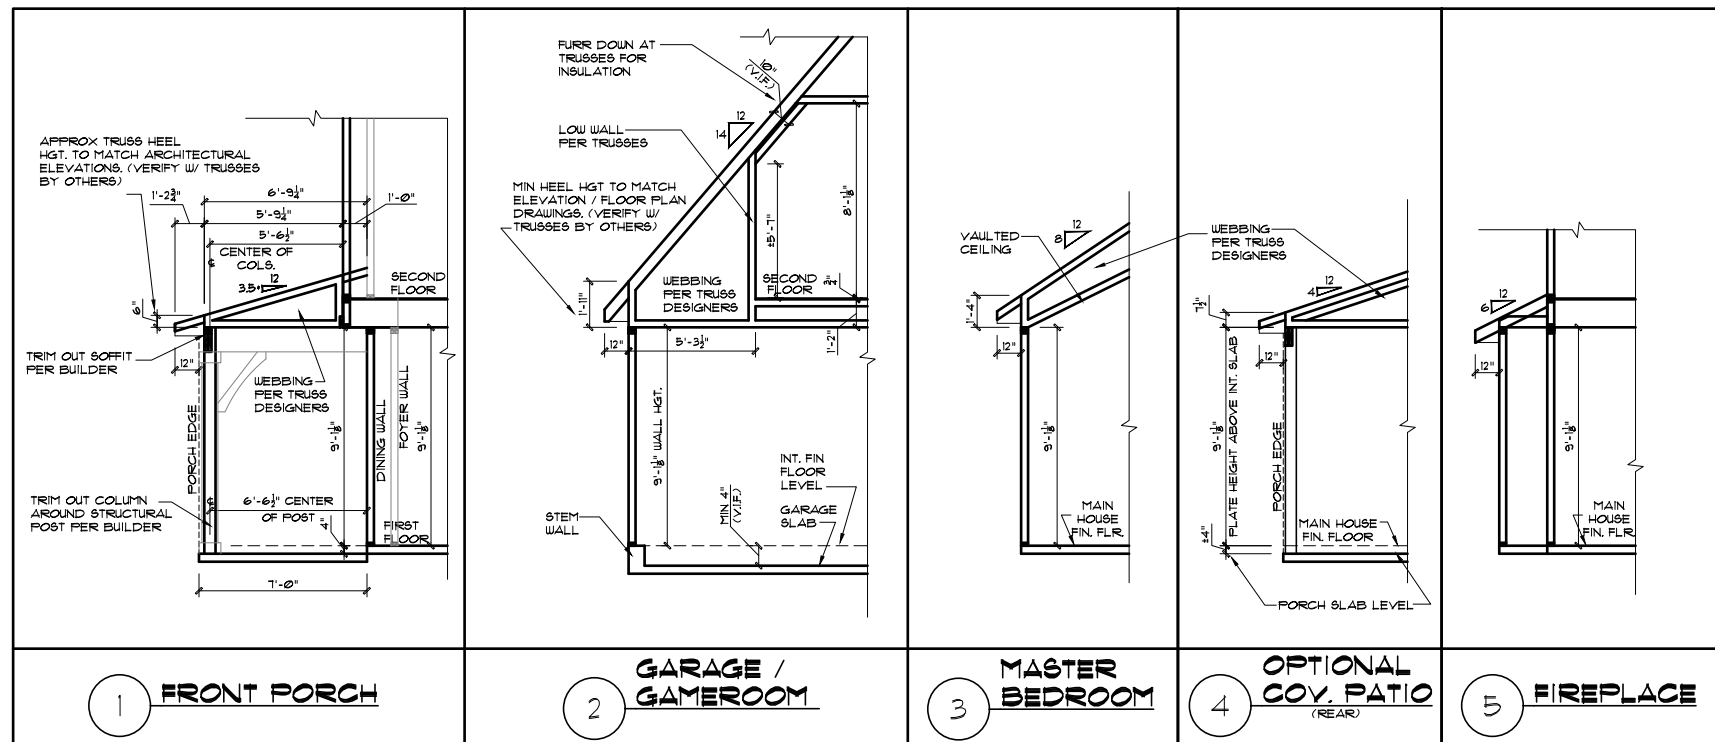 APPROX TRUSS HEEL
HGT. TO MATCH ARCHITECTURAL
ELEVATIONS. (VERIFY W/ TRUSSES
BY OTHERS)
1'-2¾"
6'-9¼"
5'-9¼"
1'-0"
5'-6½"
CENTER OF
COLS.
12
3.5
SECOND
FLOOR
6"
TRIM OUT SOFFIT
PER BUILDER
12"
WEBBING
PER TRUSS
DESIGNERS
PORCH EDGE
9'-1⅛"
DINING WALL
FOYER WALL
9'-1⅛"
TRIM OUT COLUMN
AROUND STRUCTURAL
POST PER BUILDER
6'-6½" CENTER
OF POST
4"
FIRST
FLOOR
7'-0"
1 FRONT PORCH
FURR DOWN AT
TRUSSES FOR
INSULATION
10"
(V.I.F.)
12
14
LOW WALL
PER TRUSSES
MIN HEEL HGT TO MATCH
ELEVATION / FLOOR PLAN
DRAWINGS. (VERIFY W/
TRUSSES BY OTHERS)
8'-1⅛"
±5'-7"
WEBBING
PER TRUSS
DESIGNERS
SECOND
FLOOR
¾"
1'-11"
12"
5'-3½"
1'-2"
9'-1⅛" WALL HGT.
INT. FIN
FLOOR
LEVEL
GARAGE
SLAB
MIN 4"
(V.I.F.)
STEM
WALL
2 GARAGE /
GAMEROOM
12
8
VAULTED
CEILING
WEBBING
PER TRUSS
DESIGNERS
1'-4"
12"
9'-1⅛"
MAIN
HOUSE
FIN. FLR.
3 MASTER
BEDROOM
12
4
7½"
12"
9'-1⅛"
PLATE HEIGHT ABOVE INT. SLAB
PORCH EDGE
9'-1⅛"
±4"
MAIN HOUSE
FIN. FLOOR
PORCH SLAB LEVEL
4 OPTIONAL
COV. PATIO
(REAR)
12
6
12"
9'-1⅛"
MAIN
HOUSE
FIN. FLR
5 FIREPLACE